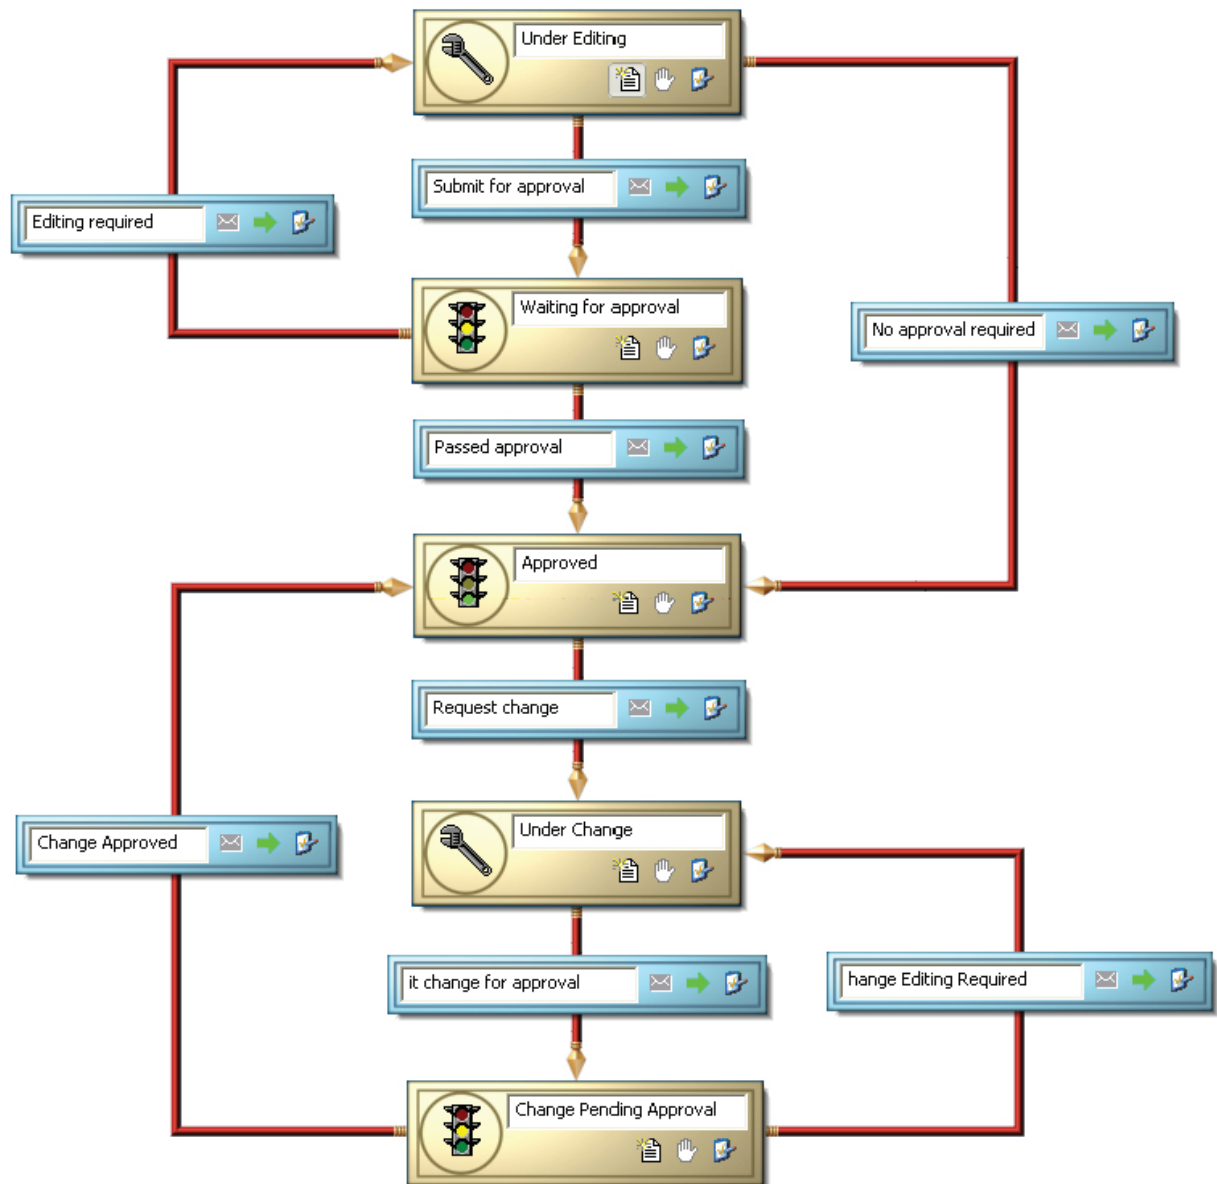 Under Editing
Submit for approval
Editing required
Waiting for approval
No approval required
Passed approval
Approved
Request change
Under Change
Change Approved
it change for approval
hange Editing Required
Change Pending Approval